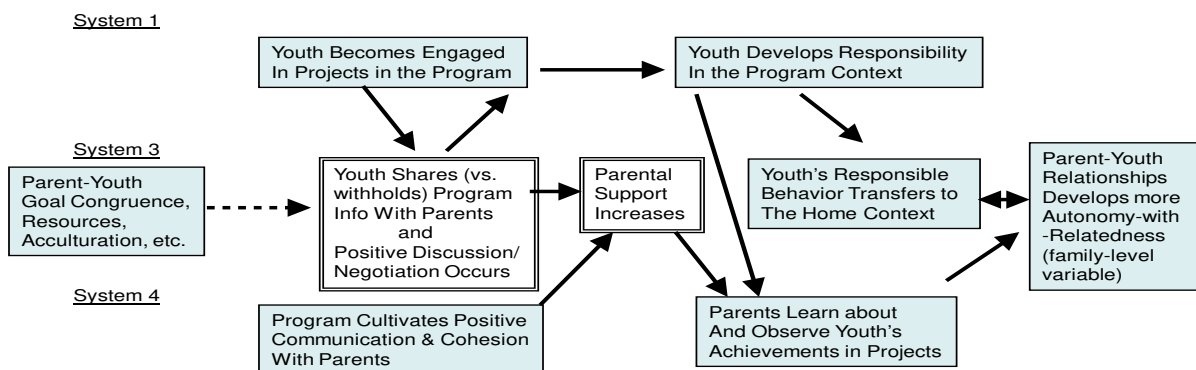 System 1
Youth Becomes Engaged
In Projects in the Program
Youth Develops Responsibility
In the Program Context
System 3
Parent-Youth
Goal Congruence,
Resources,
Acculturation, etc.
Youth Shares (vs.
withholds) Program
Info With Parents
and
Positive Discussion/
Negotiation Occurs
Parental
Support
Increases
Youth's Responsible
Behavior Transfers to
The Home Context
Parent-Youth
Relationships
Develops more
Autonomy-with
-Relatedness
(family-level
variable)
System 4
Program Cultivates Positive
Communication & Cohesion
With Parents
Parents Learn about
And Observe Youth's
Achievements in Projects